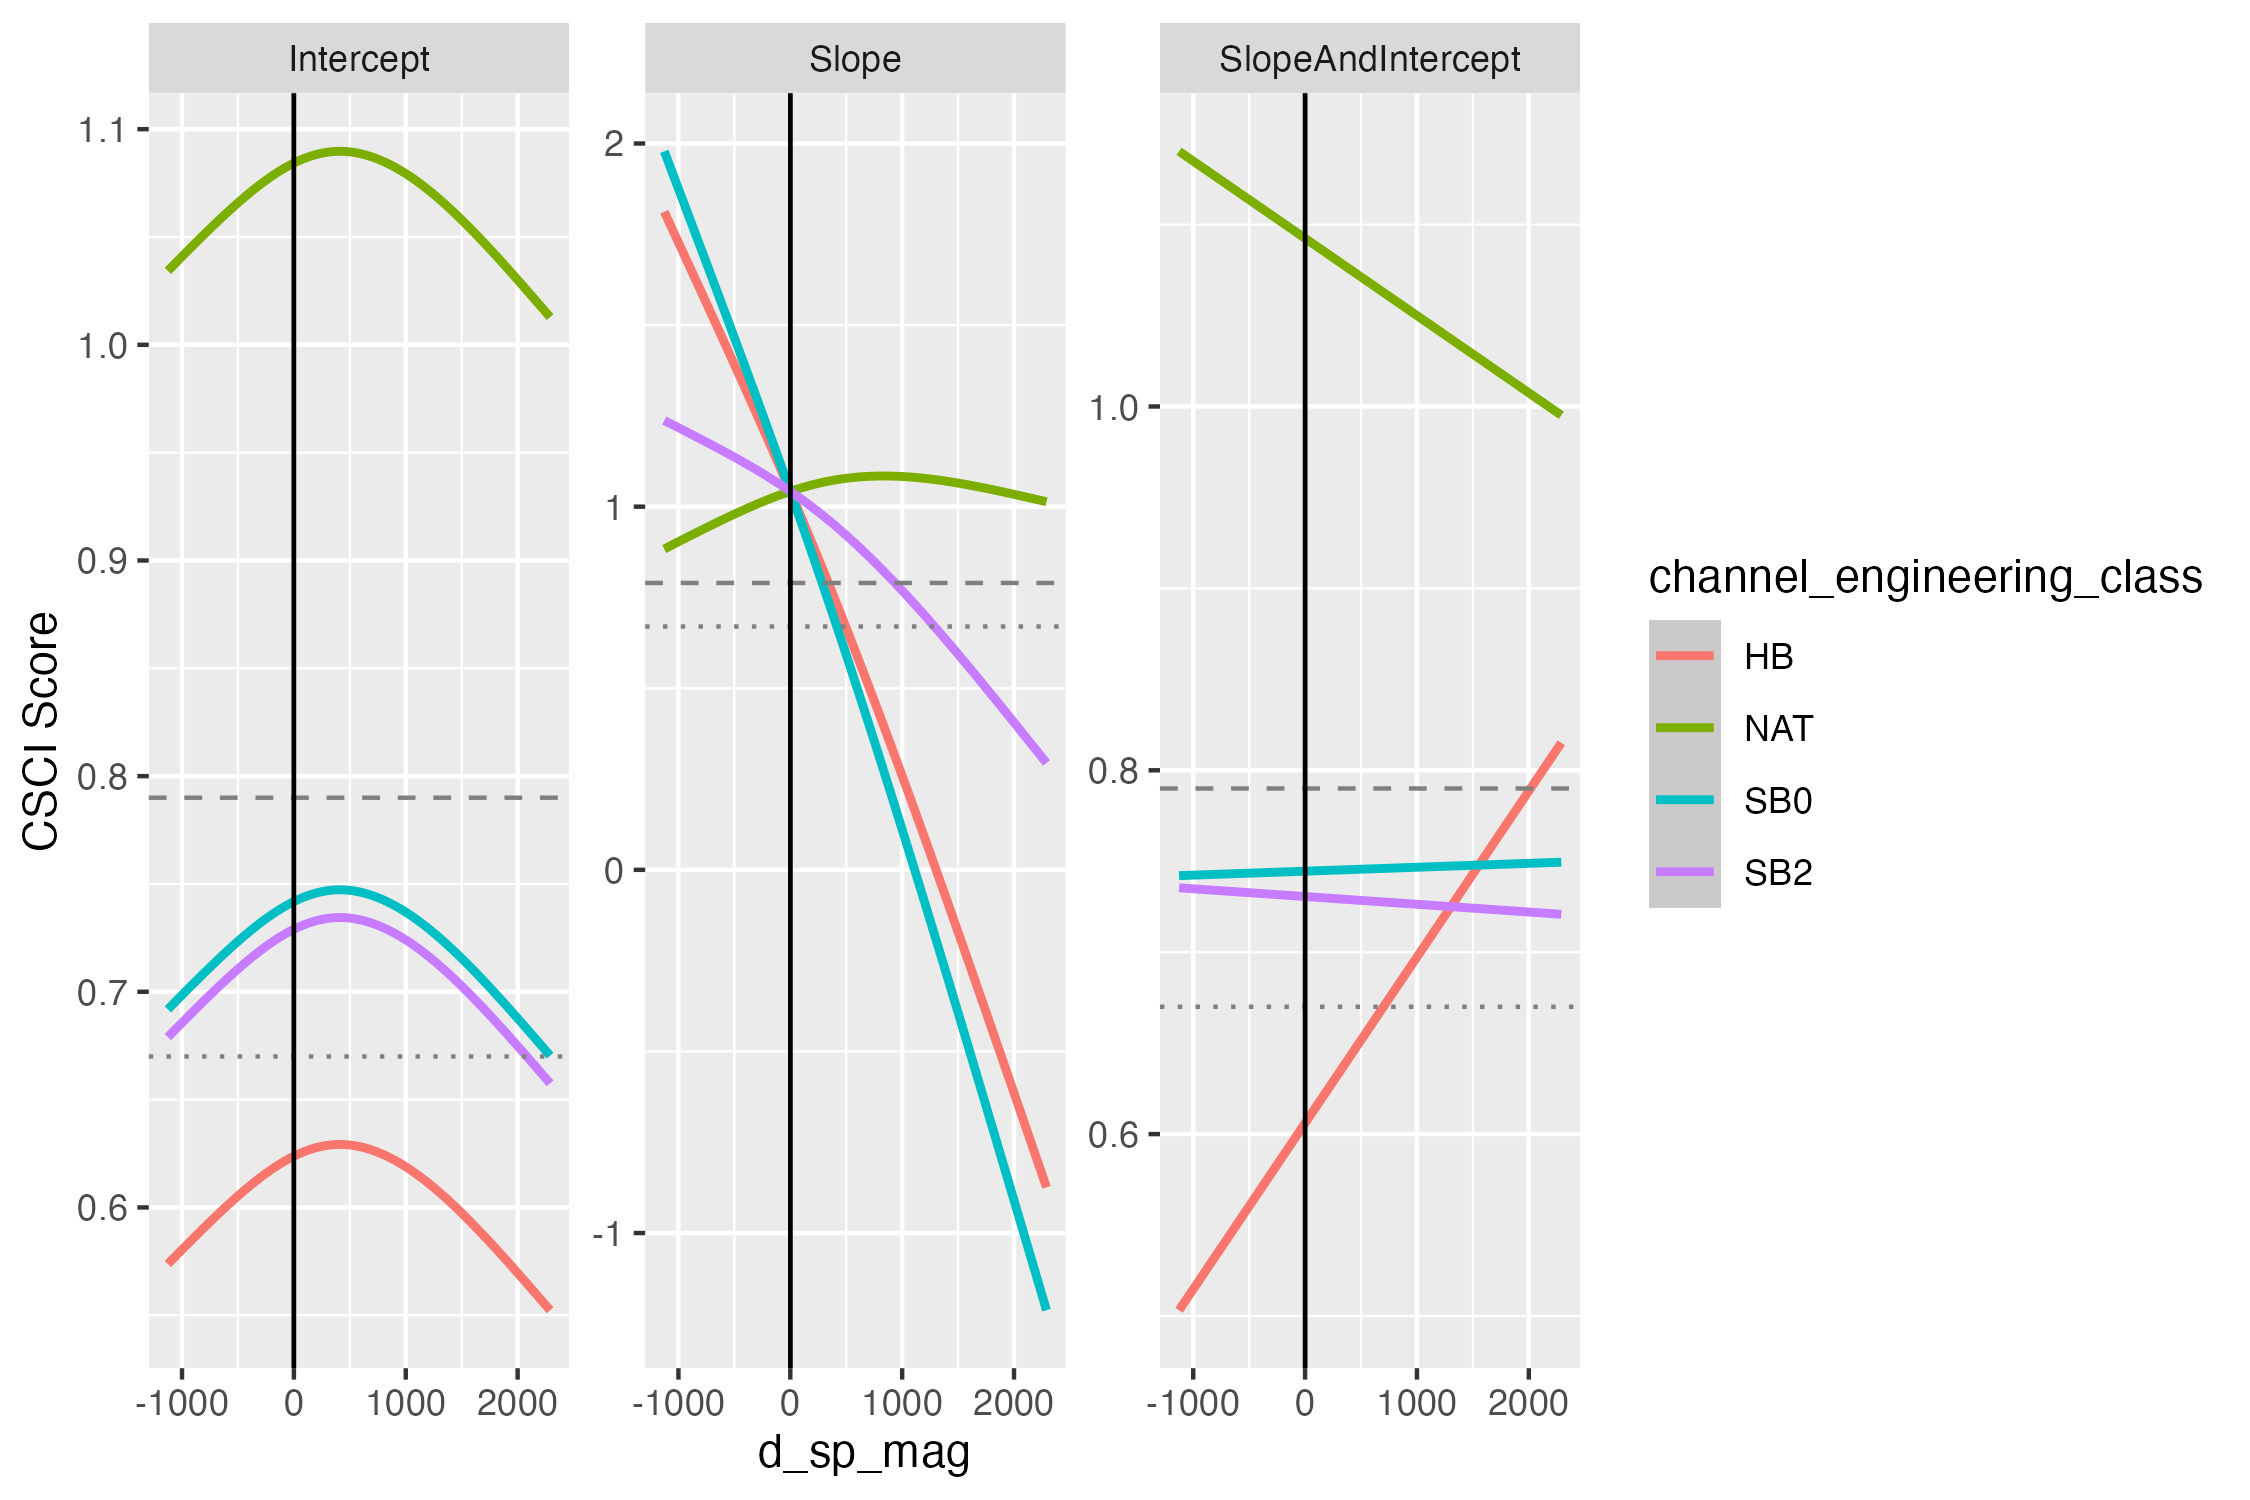 Intercept
Slope
SlopeAndIntercept
1.1
1.0
0.9
0.8
0.7
0.6
2
1
0
-1
1.0
0.8
0.6
-1000 0 1000 2000
-1000 0 1000 2000
-1000 0 1000 2000
CSCI Score
d_sp_mag
channel_engineering_class
HB
NAT
SB0
SB2